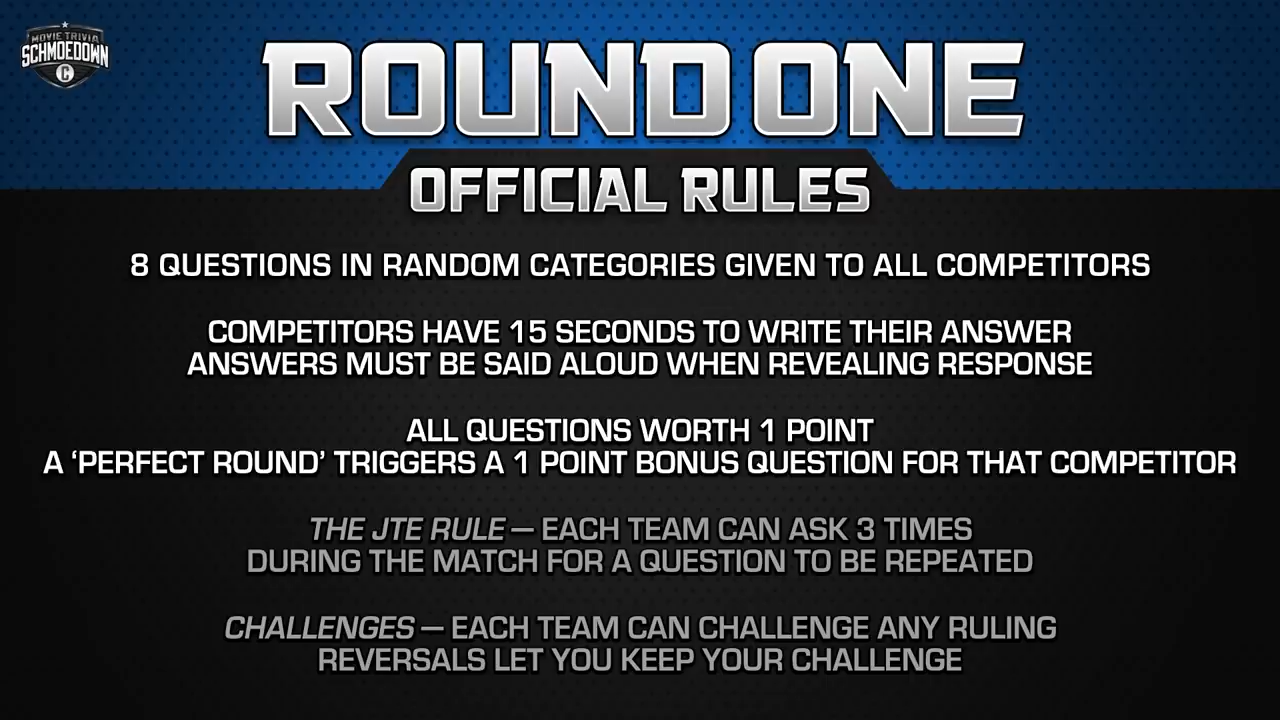 MOVIE TRIVIA
SCHMOEDOWN
C
ROUND ONE
OFFICIAL RULES
8 QUESTIONS IN RANDOM CATEGORIES GIVEN TO ALL COMPETITORS
COMPETITORS HAVE 15 SECONDS TO WRITE THEIR ANSWER
ANSWERS MUST BE SAID ALOUD WHEN REVEALING RESPONSE
ALL QUESTIONS WORTH 1 POINT
A ‘PERFECT ROUND’ TRIGGERS A 1 POINT BONUS QUESTION FOR THAT COMPETITOR
THE JTE RULE – EACH TEAM CAN ASK 3 TIMES
DURING THE MATCH FOR A QUESTION TO BE REPEATED
CHALLENGES – EACH TEAM CAN CHALLENGE ANY RULING
REVERSALS LET YOU KEEP YOUR CHALLENGE